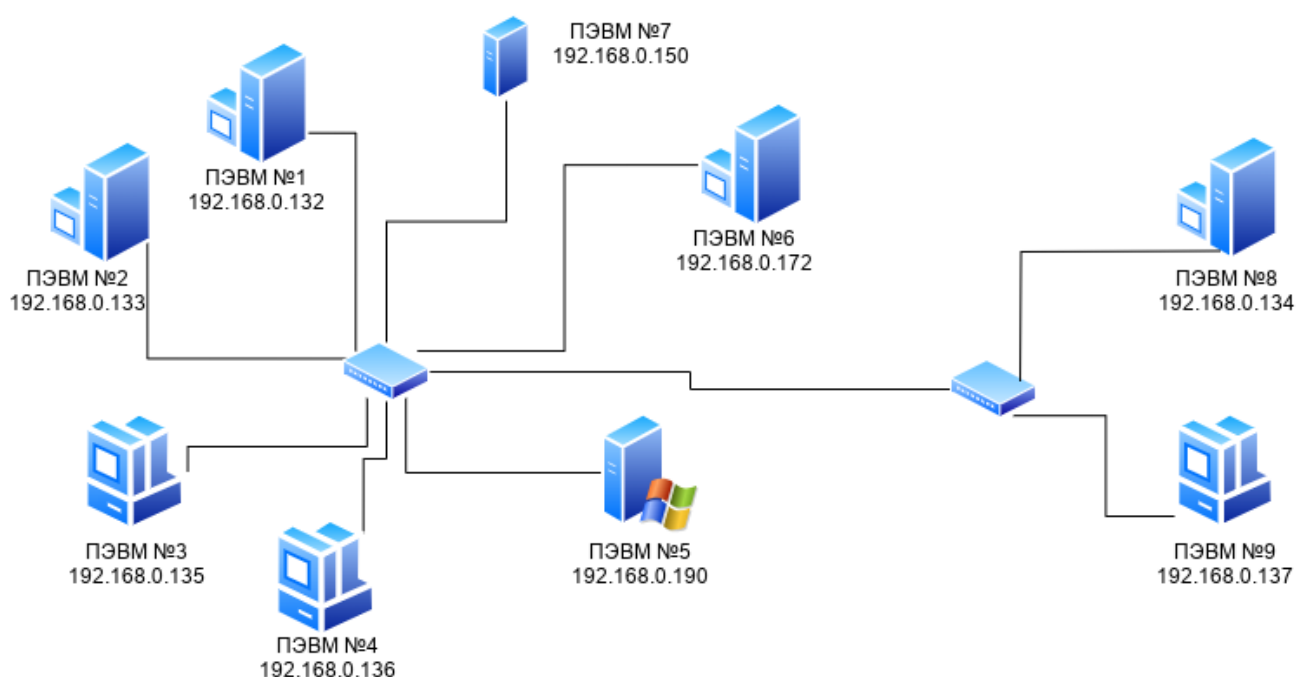 ПЭВМ №7
192.168.0.150
ПЭВМ №1
192.168.0.132
ПЭВМ №6
192.168.0.172
ПЭВМ №2
192.168.0.133
ПЭВМ №8
192.168.0.134
ПЭВМ №3
192.168.0.135
ПЭВМ №5
192.168.0.190
ПЭВМ №9
192.168.0.137
ПЭВМ №4
192.168.0.136